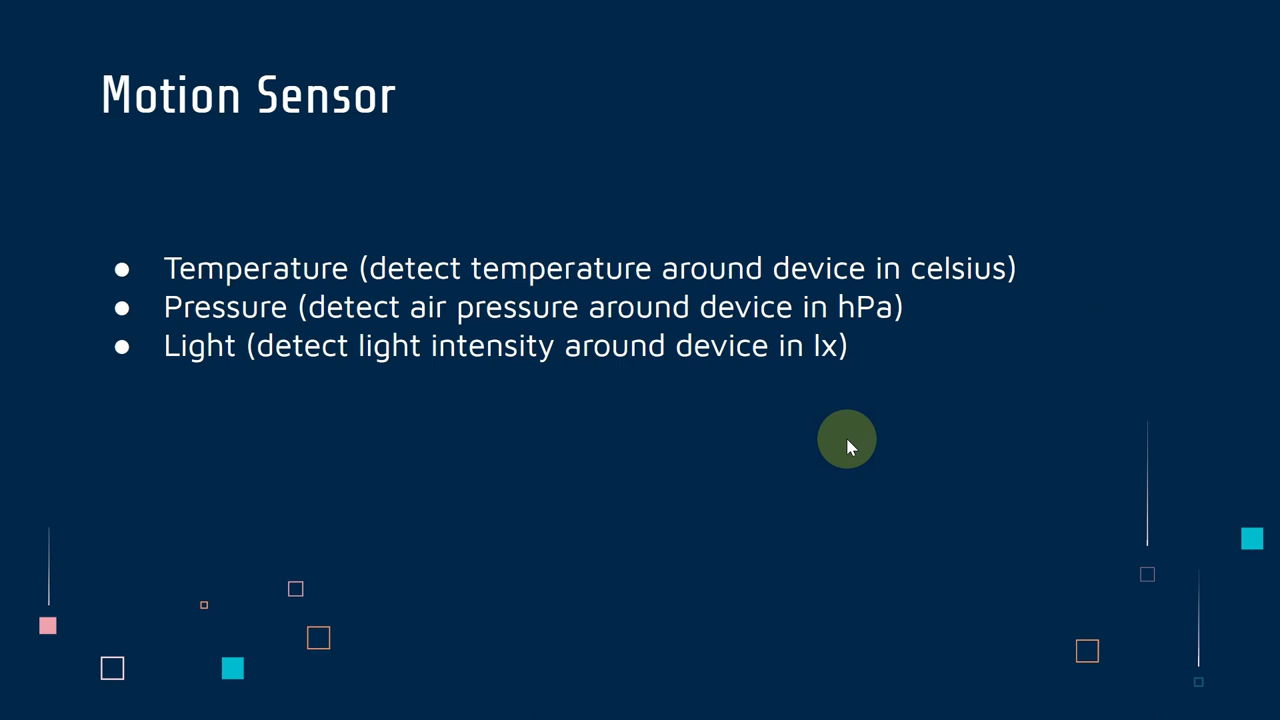 Motion Sensor
● Temperature (detect temperature around device in celsius)
● Pressure (detect air pressure around device in hPa)
● Light (detect light intensity around device in lx)